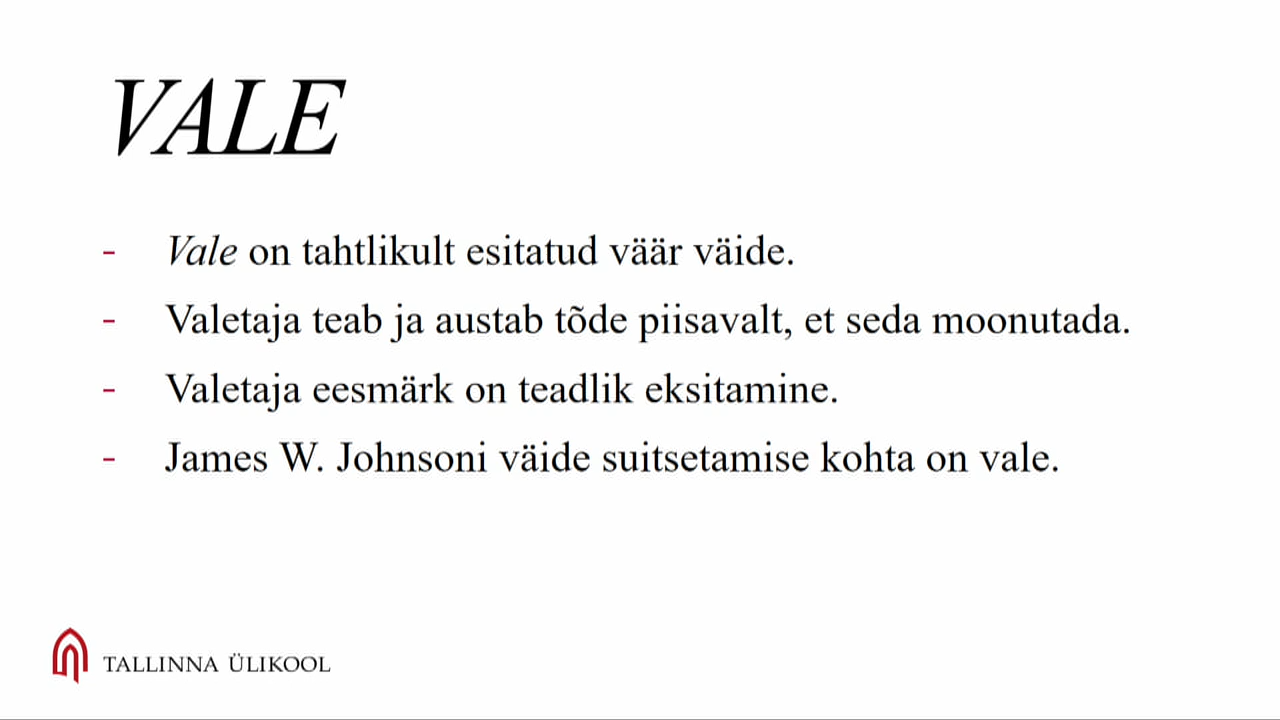 VALE
- Vale on tahtlikult esitatud väär väide.
- Valetaja teab ja austab tõde piisavalt, et seda moonutada.
- Valetaja eesmärk on teadlik eksitamine.
- James W. Johnsoni väide suitsetamise kohta on vale.
TALLINNA ÜLIKOOL